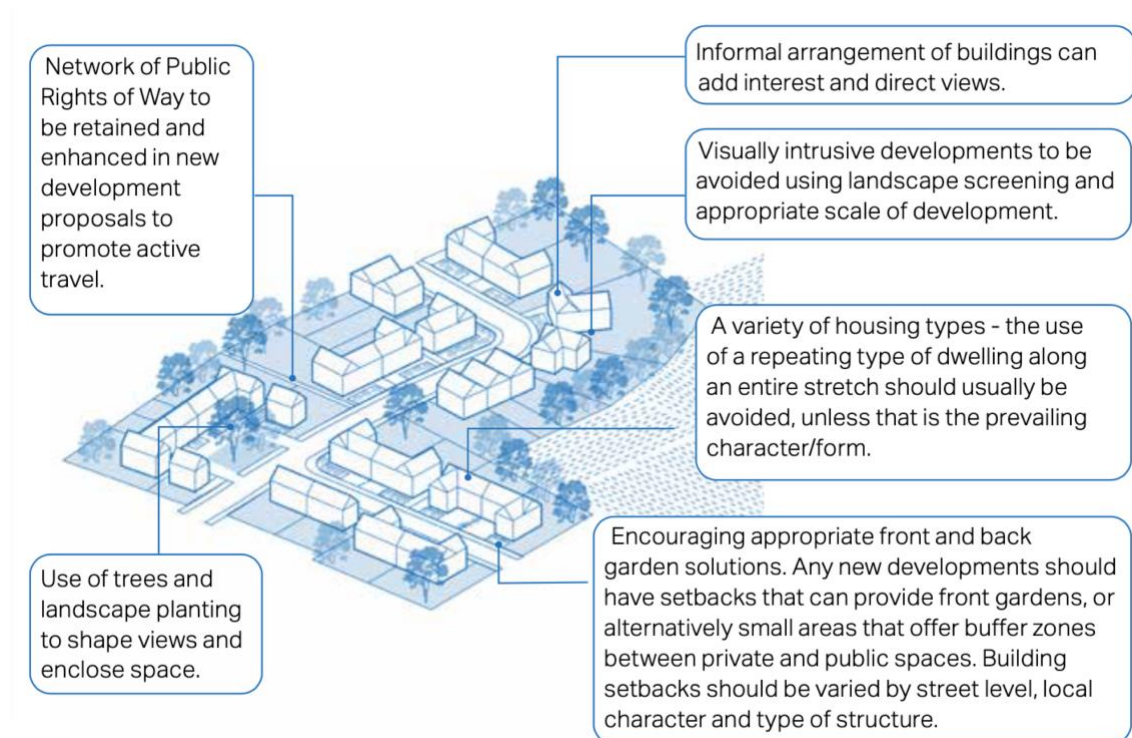 Network of Public
Rights of Way to
be retained and
enhanced in new
development
proposals to
promote active
travel.
Informal arrangement of buildings can
add interest and direct views.
Visually intrusive developments to be
avoided using landscape screening and
appropriate scale of development.
A variety of housing types - the use
of a repeating type of dwelling along
an entire stretch should usually be
avoided, unless that is the prevailing
character/form.
Use of trees and
landscape planting
to shape views and
enclose space.
Encouraging appropriate front and back
garden solutions. Any new developments should
have setbacks that can provide front gardens, or
alternatively small areas that offer buffer zones
between private and public spaces. Building
setbacks should be varied by street level, local
character and type of structure.